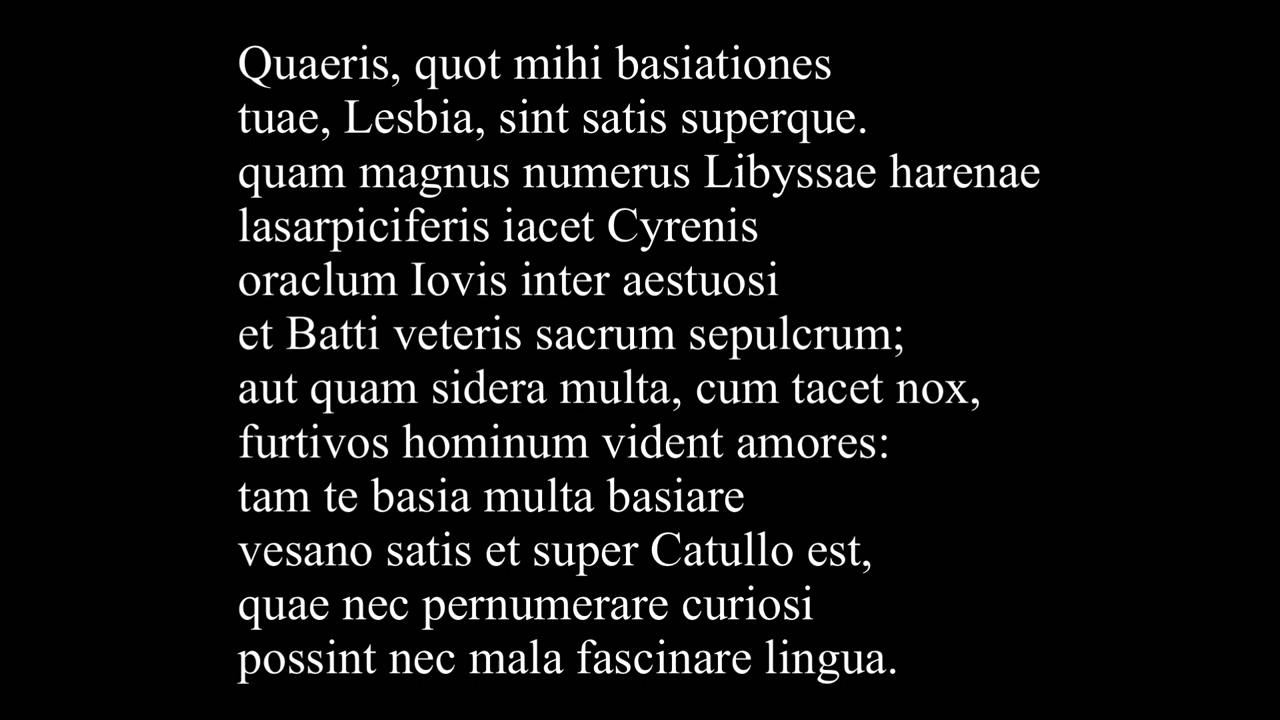 Quaeris, quot mihi basiationes
tuae, Lesbia, sint satis superque.
quam magnus numerus Libyssae harenae
lasarpiciferis iacet Cyrenis
oraclum Iovis inter aestuosi
et Batti veteris sacrum sepulcrum;
aut quam sidera multa, cum tacet nox,
furtivos hominum vident amores:
tam te basia multa basiare
vesano satis et super Catullo est,
quae nec pernumerare curiosi
possint nec mala fascinare lingua.